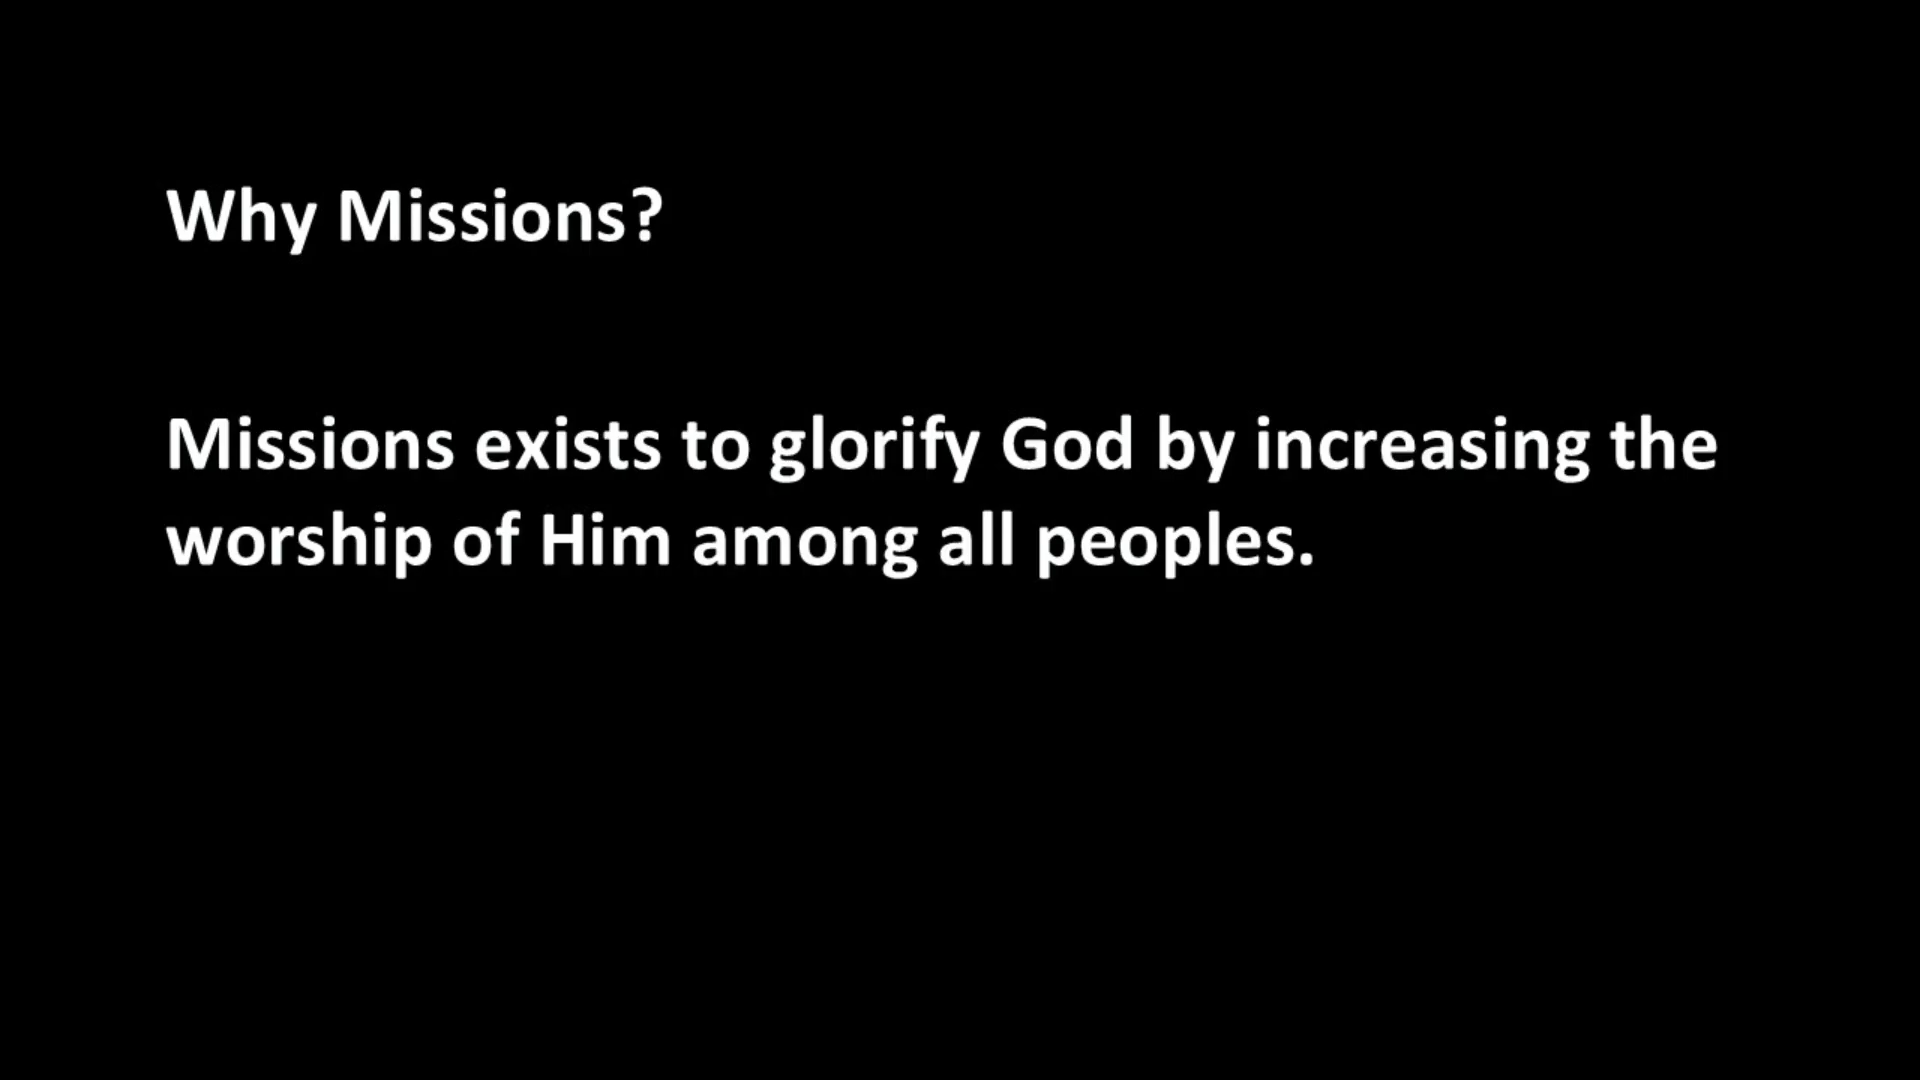 Why Missions?
Missions exists to glorify God by increasing the
worship of Him among all peoples.